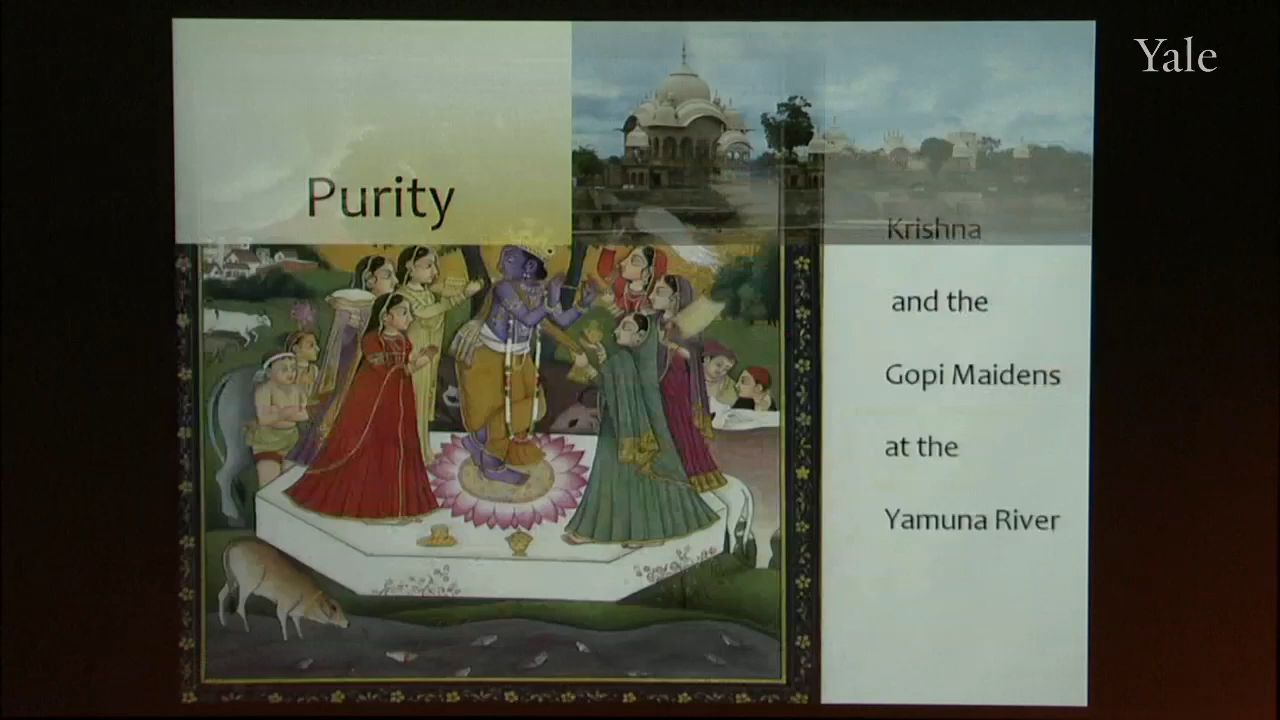 Yale
Purity
Krishna
and the
Gopi Maidens
at the
Yamuna River